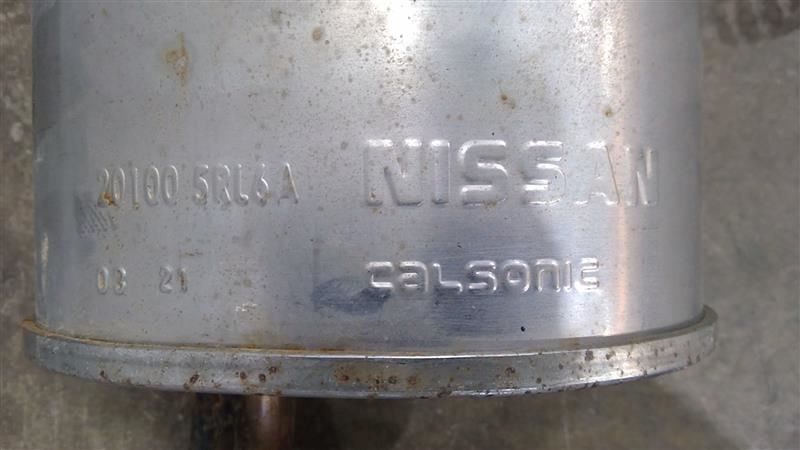 20100 5RL6A
NISSAN
03 21
CALSONIC